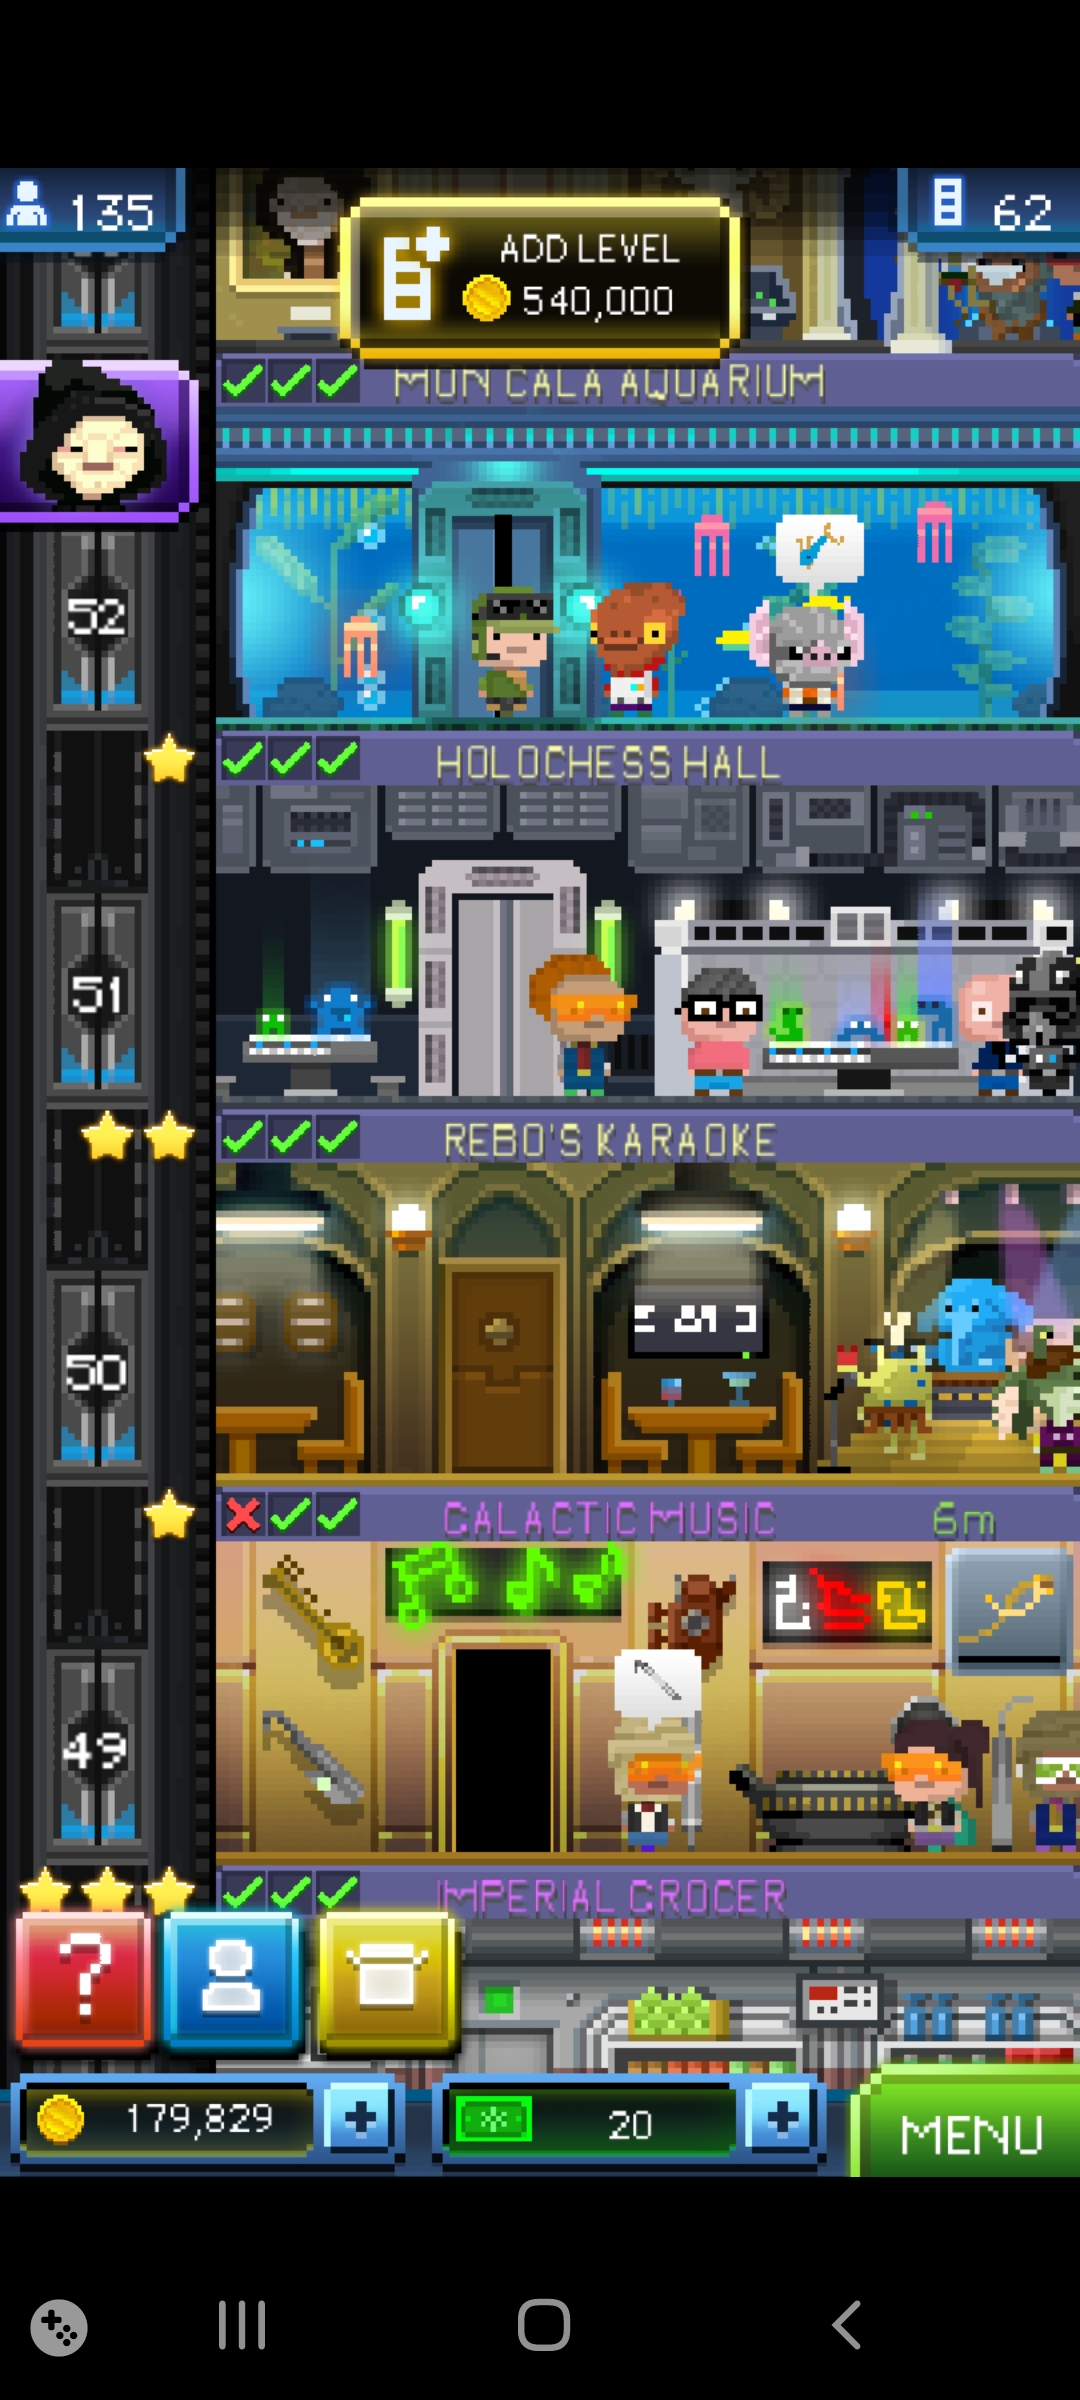 135
62
ADD LEVEL
540,000
MON CALA AQUARIUM
52
HOLOCHESS HALL
51
REBO'S KARAOKE
50
GALACTIC MUSIC
6m
49
IMPERIAL GROCER
?
179,829
+
20
+
MENU